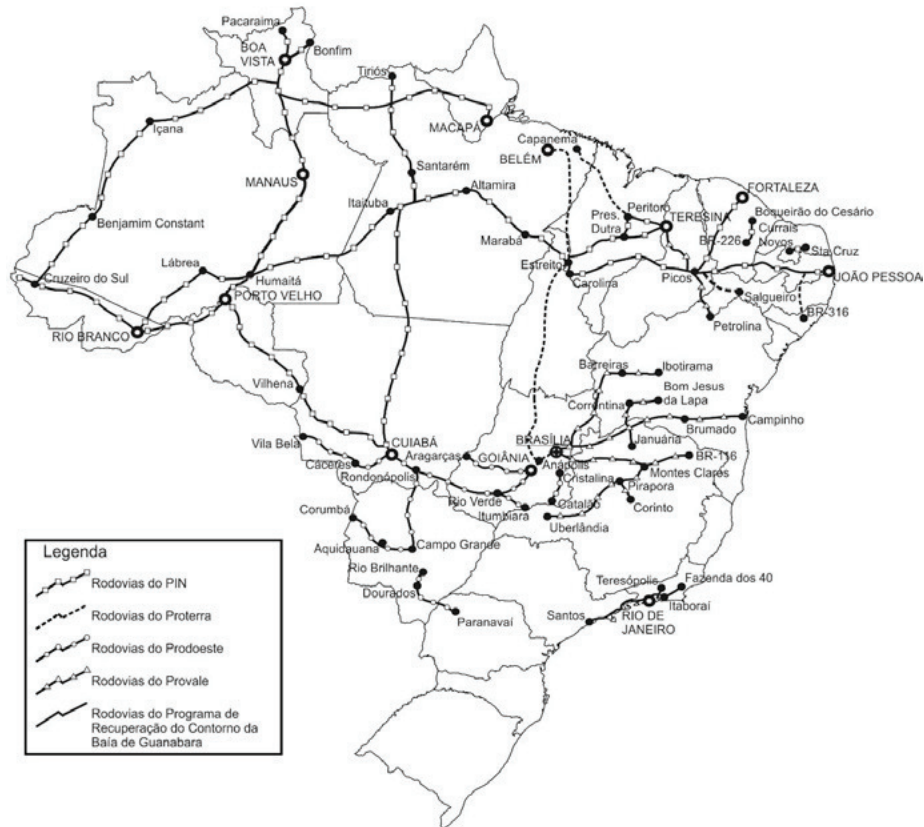 Pacaraima
BOA
VISTA
Bonfim
Tiriós
MACAPÁ
Içana
Capanema
BELÉM
MANAUS
Santarém
Altamira
Itaituba
FORTALEZA
Peritoró
Pres.
Dutra
TERESINA
Boqueirão do Cesário
Currais
Novos
BR-226
Sta Cruz
Benjamim Constant
Marabá
Estreito
Carolina
Picos
JOÃO PESSOA
Lábrea
Humaitá
Cruzeiro do Sul
PORTO VELHO
Salgueiro
BR-316
Petrolina
RIO BRANCO
Barreiras
Ibotirama
Vilhena
Correntina
Bom Jesus
da Lapa
Campinho
Brumado
Vila Bela
CUIABÁ
BRASÍLIA
Januária
Aragarças
GOIÂNIA
Anápolis
BR-116
Cáceres
Rondonópolis
Cristalina
Montes Claros
Pirapora
Rio Verde
Catalão
Corinto
Itumbiara
Uberlândia
Corumbá
Aquidauana
Campo Grande
Rio Brilhante
Dourados
Paranavaí
Teresópolis
Fazenda dos 40
Itaboraí
Santos
RIO DE
JANEIRO
Legenda
Rodovias do PIN
Rodovias do Proterra
Rodovias do Prodoeste
Rodovias do Provale
Rodovias do Programa de
Recuperação do Contorno da
Baía de Guanabara